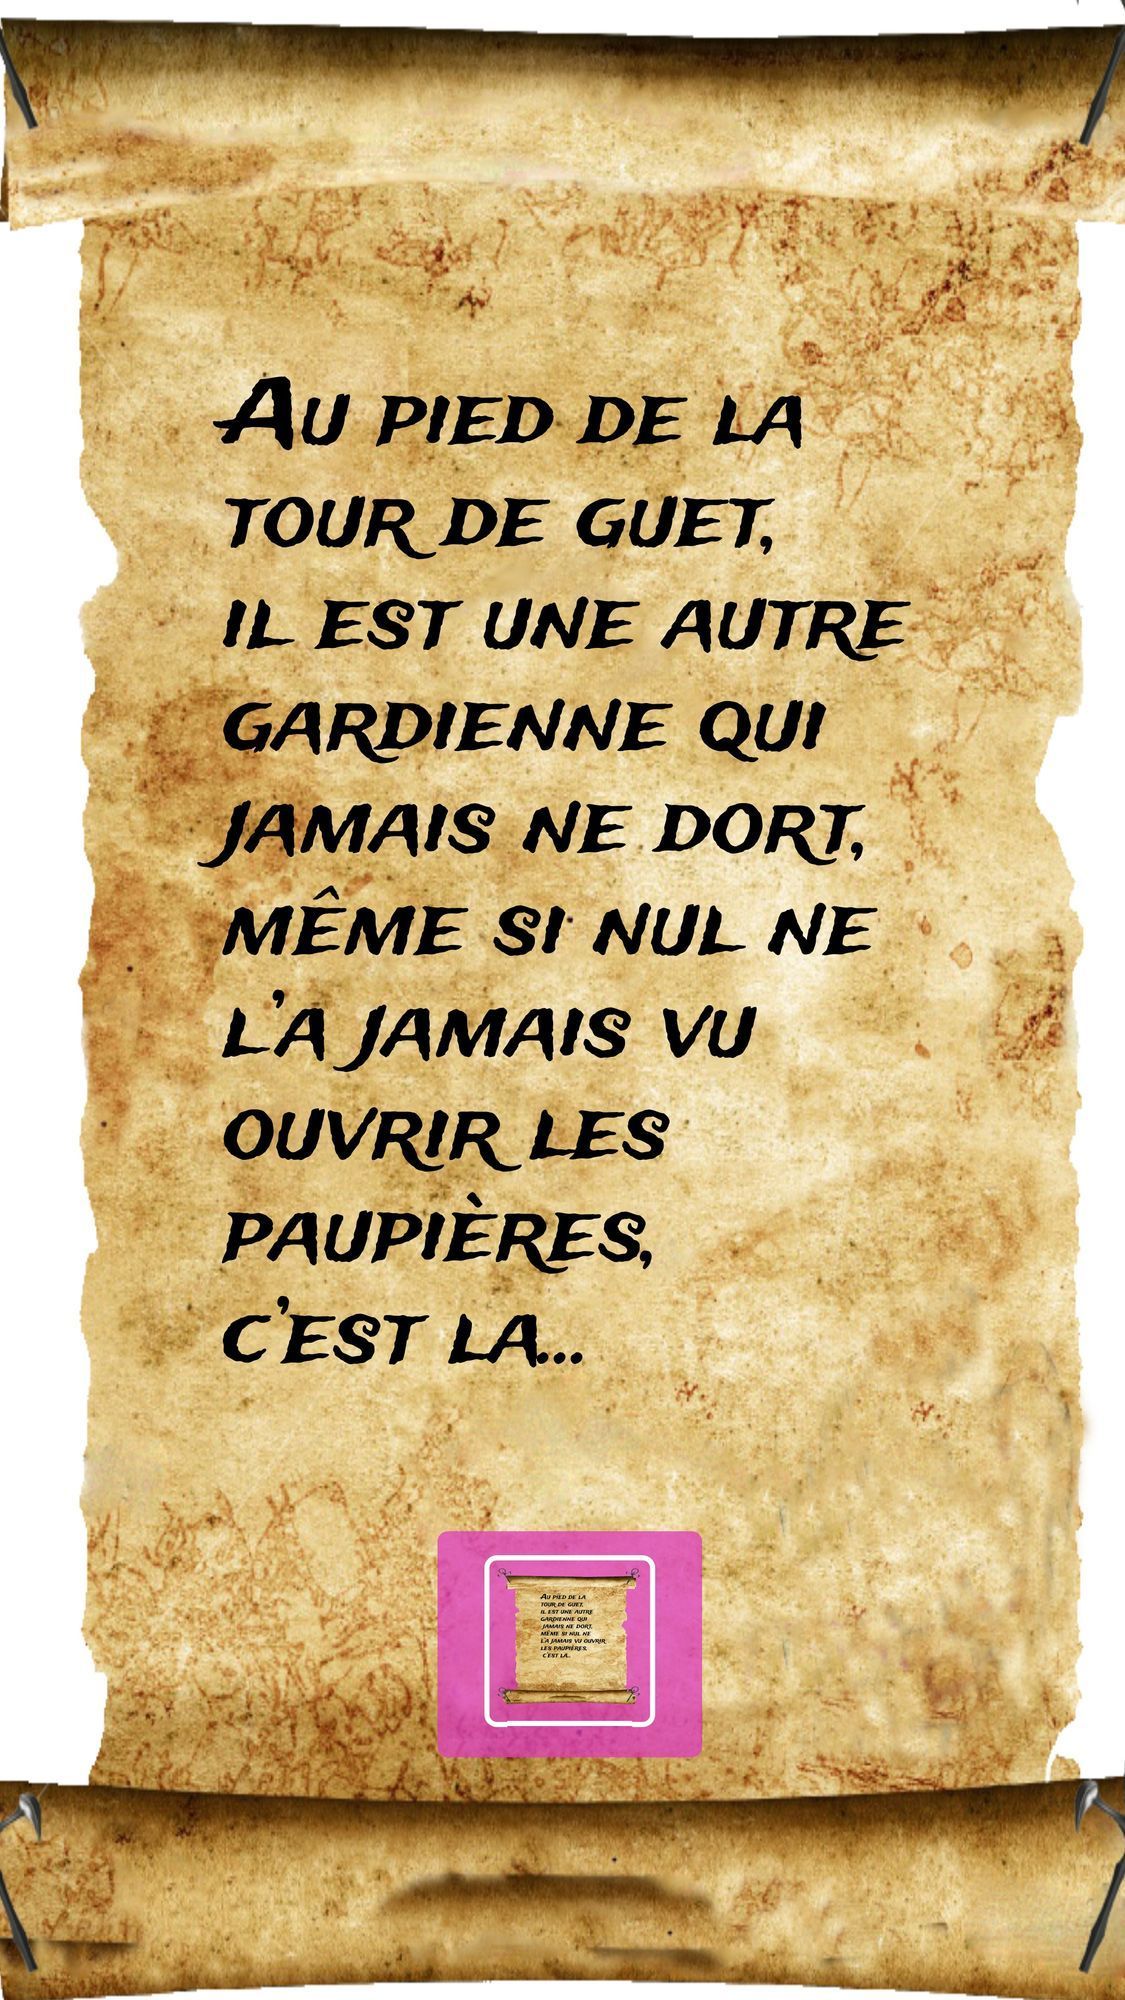 Au pied de la
tour de guet,
il est une autre
gardienne qui
jamais ne dort,
même si nul ne
l'a jamais vu
ouvrir les
paupières,
c'est la...
Au pied de la
tour de guet,
il est une autre
gardienne qui
jamais ne dort,
même si nul ne
l'a jamais vu ouvrir
les paupières,
c'est la...